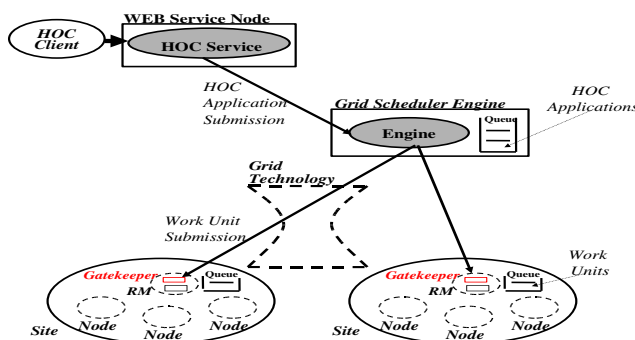 WEB Service Node
HOC
Client
HOC Service
HOC
Application
Submission
HOC
Applications
Grid Scheduler Engine
Queue
Engine
Grid
Technology
Work Unit
Submission
Gatekeeper
Queue
RM
Node
Node
Node
Site
Gatekeeper
Queue
RM
Node
Node
Node
Site
Work
Units